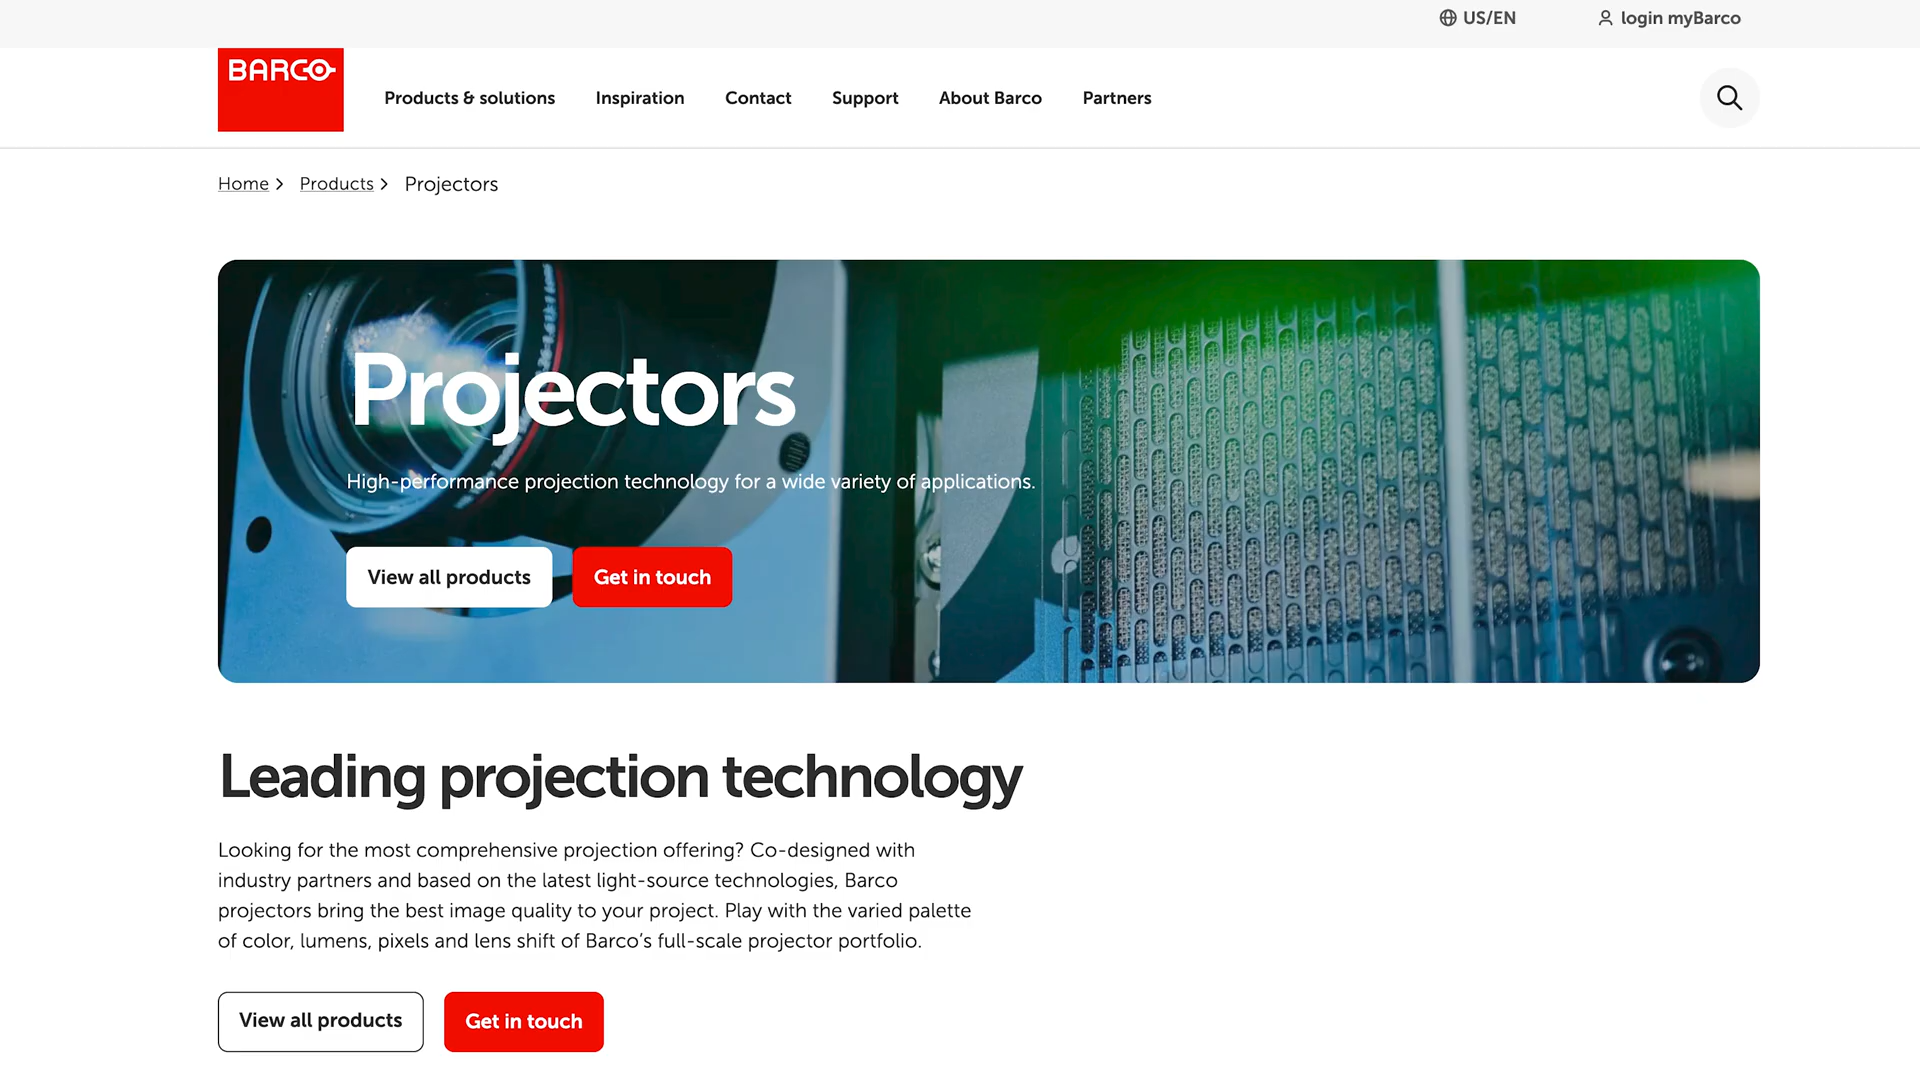 US/EN
login myBarco
BARCO
Products & solutions
Inspiration
Contact
Support
About Barco
Partners
Home
Products
Projectors
Projectors
High-performance projection technology for a wide variety of applications.
View all products
Get in touch
Leading projection technology
Looking for the most comprehensive projection offering? Co-designed with
industry partners and based on the latest light-source technologies, Barco
projectors bring the best image quality to your project. Play with the varied palette
of color, lumens, pixels and lens shift of Barco’s full-scale projector portfolio.
View all products
Get in touch